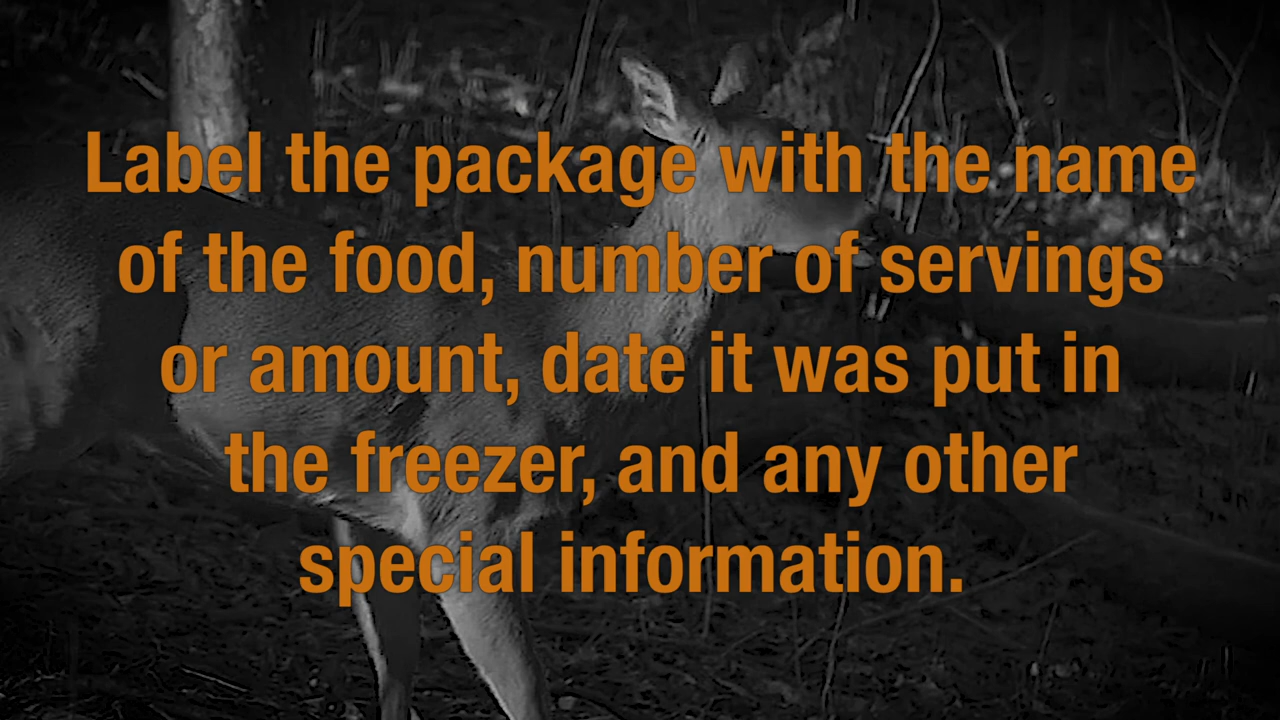 Label the package with the name
of the food, number of servings
or amount, date it was put in
the freezer, and any other
special information.